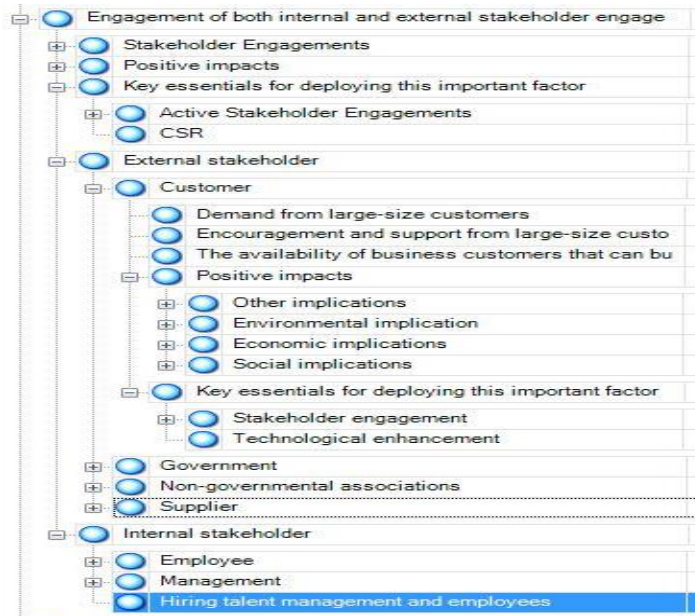 Engagement of both internal and external stakeholder engage
Stakeholder Engagements
Positive impacts
Key essentials for deploying this important factor
Active Stakeholder Engagements
CSR
External stakeholder
Customer
Demand from large-size customers
Encouragement and support from large-size custo
The availability of business customers that can bu
Positive impacts
Other implications
Environmental implication
Economic implications
Social implications
Key essentials for deploying this important factor
Stakeholder engagement
Technological enhancement
Government
Non-governmental associations
Supplier
Internal stakeholder
Employee
Management
Hiring talent management and employees